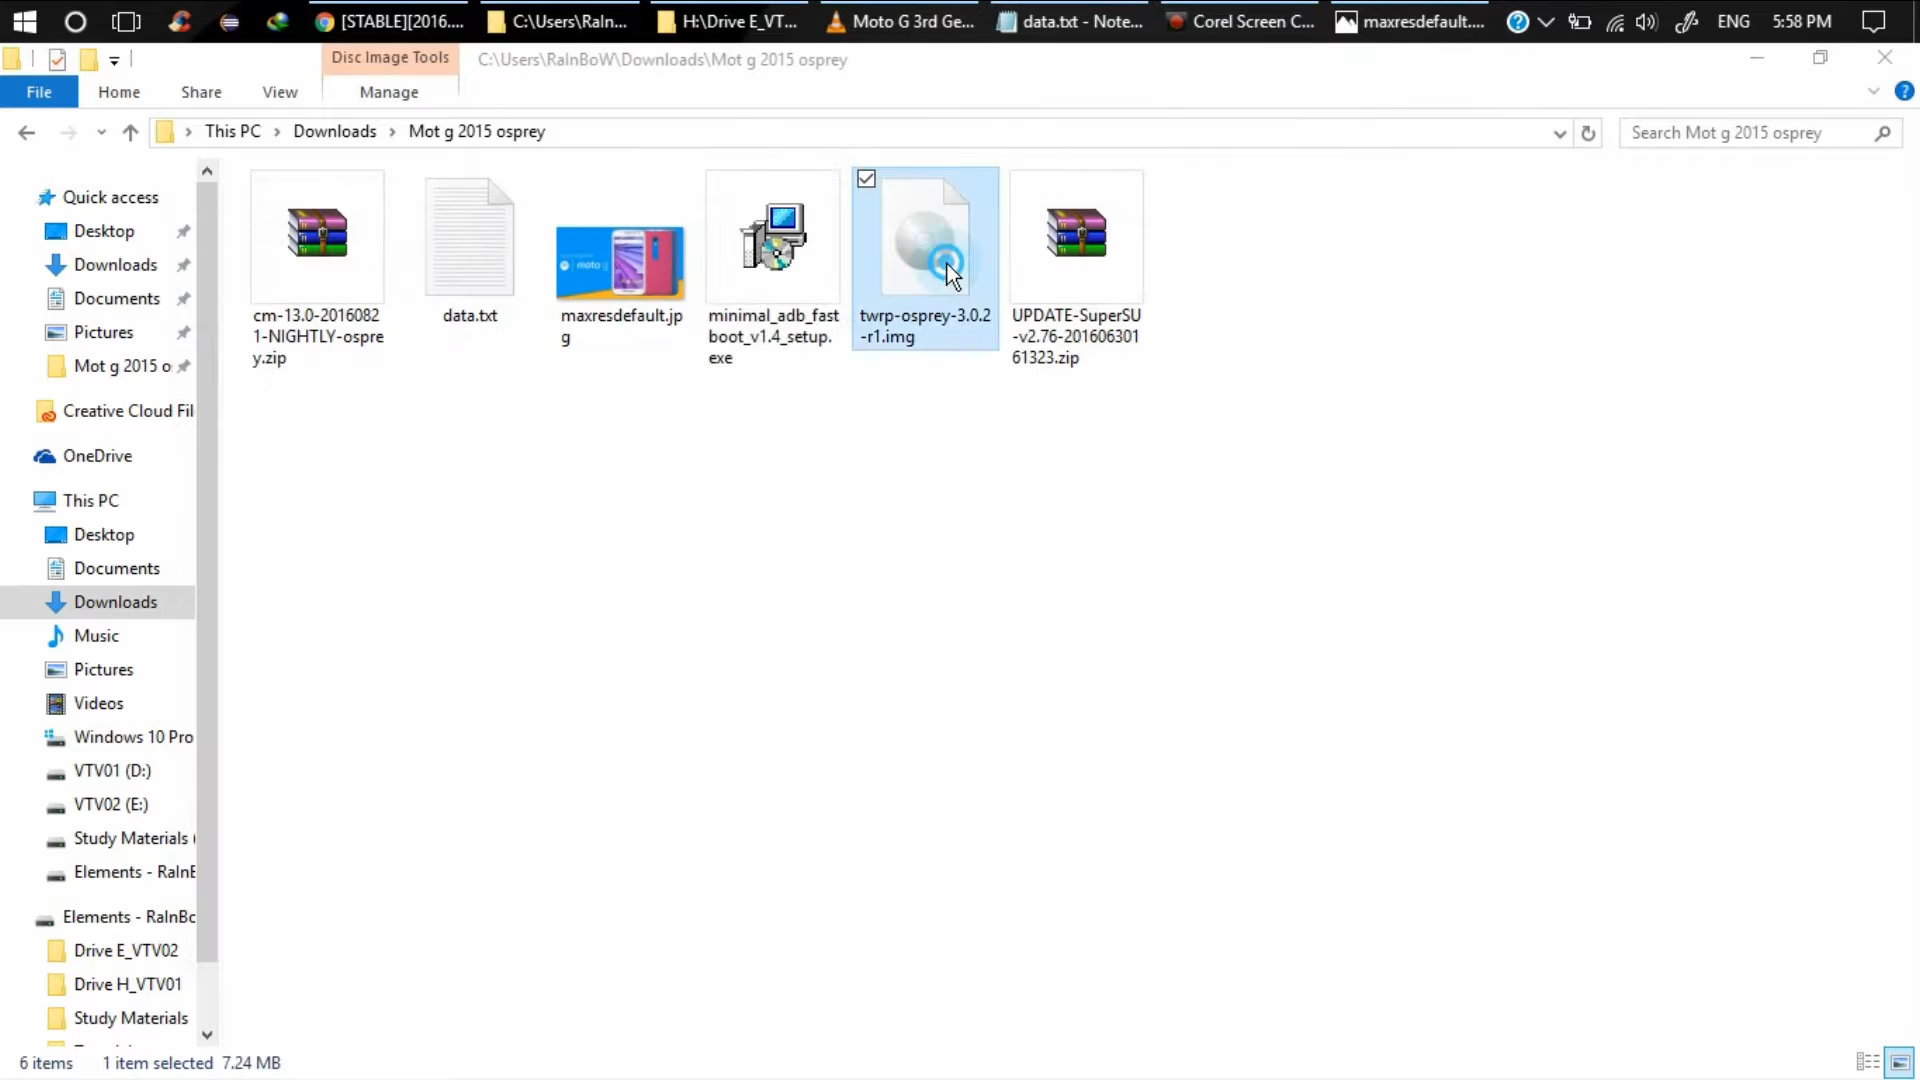 [STABLE][2016....
C:\Users\RaIn...
H:\Drive E_VT...
Moto G 3rd Ge...
data.txt - Note...
Corel Screen C...
maxresdefault....
ENG
5:58 PM
Disc Image Tools
C:\Users\RaInBoW\Downloads\Mot g 2015 osprey
File
Home
Share
View
Manage
This PC
Downloads
Mot g 2015 osprey
Search Mot g 2015 osprey
Quick access
Desktop
Downloads
Documents
Pictures
Mot g 2015 o
Creative Cloud Fil
OneDrive
This PC
Desktop
Documents
Downloads
Music
Pictures
Videos
Windows 10 Pro
VTV01 (D:)
VTV02 (E:)
Study Materials (
Elements - RaInB
Elements - RaInBo
Drive E_VTV02
Drive H_VTV01
Study Materials
cm-13.0-2016082
1-NIGHTLY-ospre
y.zip
data.txt
moto g
maxresdefault.jp
g
minimal_adb_fast
boot_v1.4_setup.
exe
twrp-osprey-3.0.2
-r1.img
UPDATE-SuperSU
-v2.76-201606301
61323.zip
6 items
1 item selected
7.24 MB